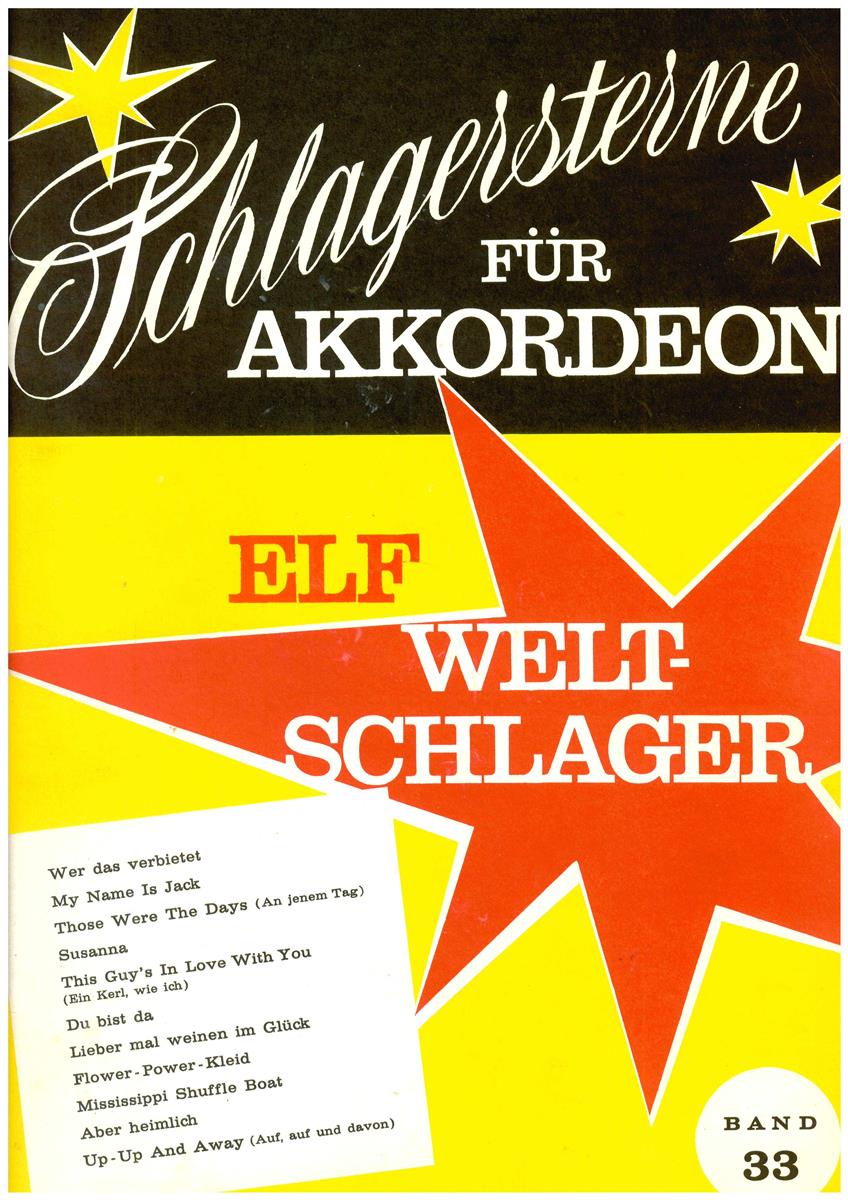 Schlagersterne
FÜR
AKKORDEON
ELF
WELT-
SCHLAGER
Wer das verbietet
My Name Is Jack
Those Were The Days (An jenem Tag)
Susanna
This Guy's In Love With You
(Ein Kerl, wie ich)
Du bist da
Lieber mal weinen im Glück
Flower-Power-Kleid
Mississippi Shuffle Boat
Aber heimlich
Up-Up And Away (Auf, auf und davon)
BAND
33